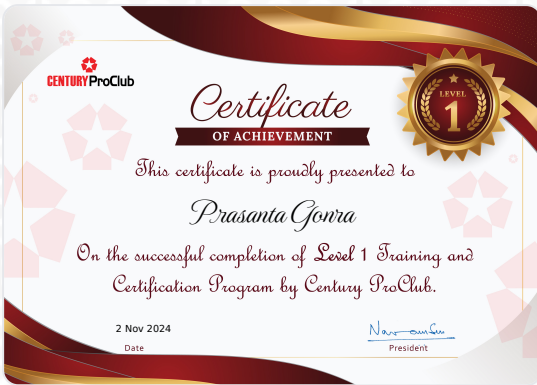 CENTURY ProClub
Certificate
OF ACHIEVEMENT
LEVEL
1
This certificate is proudly presented to
Prasanta Gonra
On the successful completion of Level 1 Training and
Certification Program by Century ProClub.
2 Nov 2024
Date
President